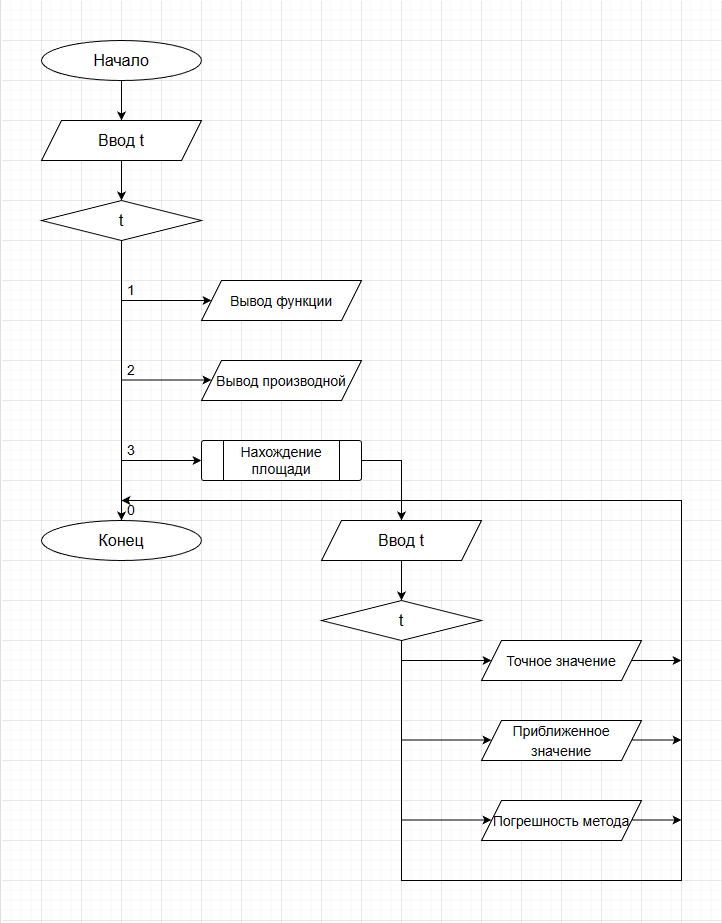 Начало
Ввод t
t
1
Вывод функции
2
Вывод производной
3
Нахождение
площади
0
Конец
Ввод t
t
Точное значение
Приближенное
значение
Погрешность метода